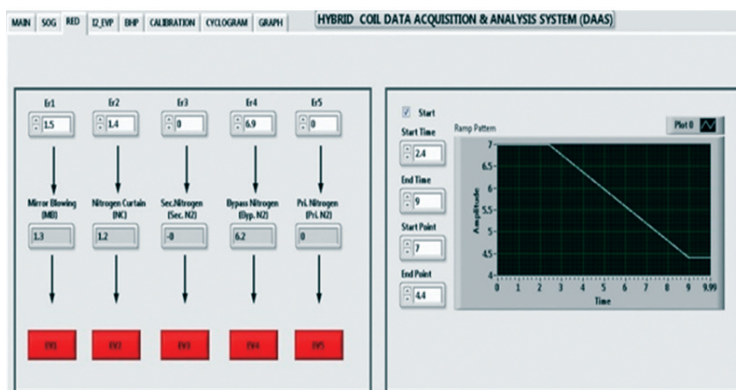 MAIN SOG RED I2_EVP BHP CALIBRATION CYCLOGRAM GRAPH
HYBRID COIL DATA ACQUISITION & ANALYSIS SYSTEM (DAAS)
Er1 Er2 Er3 Er4 Er5
1.5 1.4 0 6.9 0
Mirror Blowing (MB)
Nitrogen Curtain (NC)
Sec.Nitrogen (Sec. N2)
Bypass Nitrogen (Byp. N2)
Pri. Nitrogen (Pri. N2)
1.3 1.2 -0 6.2 0
EV1 EV2 EV3 EV4 EV5
Start
Start Time
2.4
End Time
9
Start Point
7
End Point
4.4
Ramp Pattern
Plot 0
Amplitude
7
6.5
6
5.5
5
4.5
4
0 1 2 3 4 5 6 7 8 9 9.99
Time